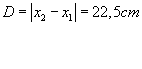 D = |x₂ − x₁| = 22,5cm